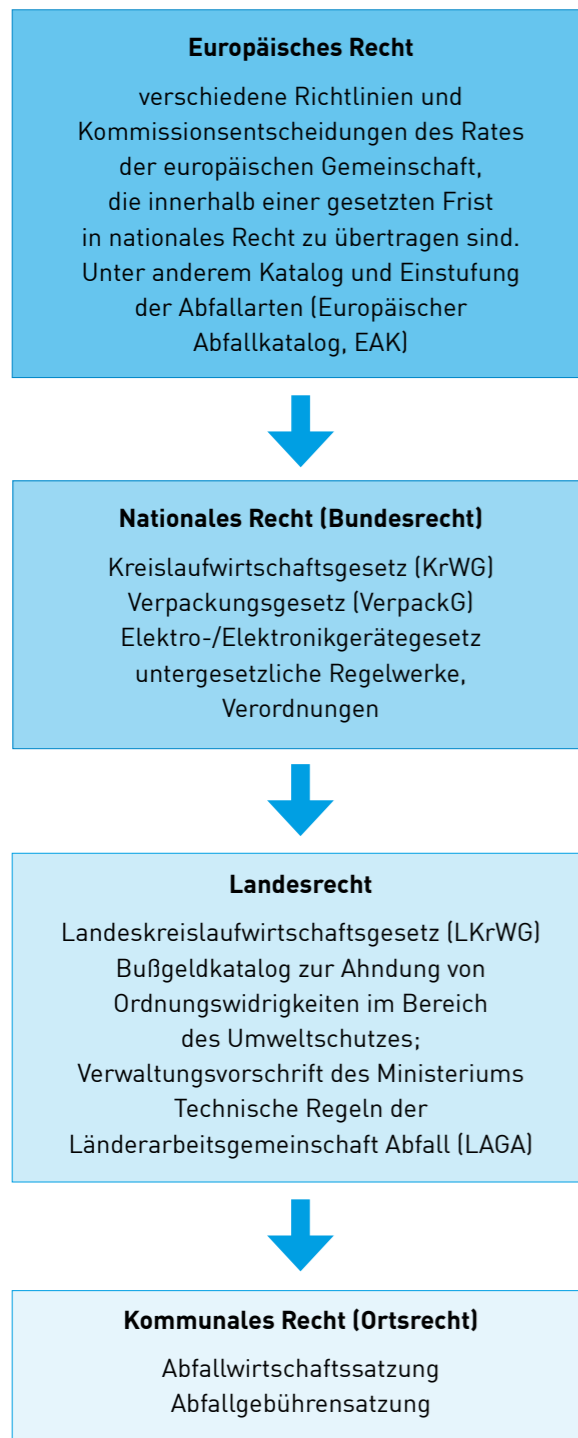 Europäisches Recht
verschiedene Richtlinien und
Kommissionsentscheidungen des Rates
der europäischen Gemeinschaft,
die innerhalb einer gesetzten Frist
in nationales Recht zu übertragen sind.
Unter anderem Katalog und Einstufung
der Abfallarten (Europäischer
Abfallkatalog, EAK)
Nationales Recht (Bundesrecht)
Kreislaufwirtschaftsgesetz (KrWG)
Verpackungsgesetz (VerpackG)
Elektro-/Elektronikgerätegesetz
untergesetzliche Regelwerke,
Verordnungen
Landesrecht
Landeskreislaufwirtschaftsgesetz (LKrWG)
Bußgeldkatalog zur Ahndung von
Ordnungswidrigkeiten im Bereich
des Umweltschutzes;
Verwaltungsvorschrift des Ministeriums
Technische Regeln der
Länderarbeitsgemeinschaft Abfall (LAGA)
Kommunales Recht (Ortsrecht)
Abfallwirtschaftssatzung
Abfallgebührensatzung